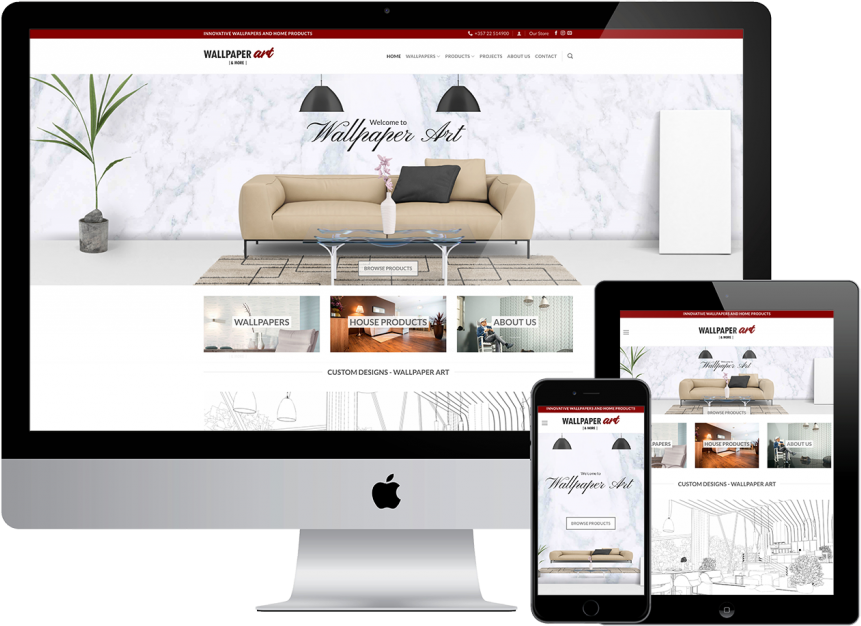 INNOVATIVE WALLPAPERS AND HOME PRODUCTS +357 22 514900 Our Store
WALLPAPER art
[& MORE]
HOME WALLPAPERS PRODUCTS PROJECTS ABOUT US CONTACT
Welcome to
Wallpaper Art
BROWSE PRODUCTS
WALLPAPERS HOUSE PRODUCTS ABOUT US
CUSTOM DESIGNS - WALLPAPER ART
INNOVATIVE WALLPAPERS AND HOME PRODUCTS
WALLPAPER art
[& MORE]
Welcome to
Wallpaper Art
BROWSE PRODUCTS
INNOVATIVE WALLPAPERS AND HOME PRODUCTS
WALLPAPER art
[& MORE]
Wallpaper Art
BROWSE PRODUCTS
PAPERS HOUSE PRODUCTS ABOUT US
CUSTOM DESIGNS - WALLPAPER ART